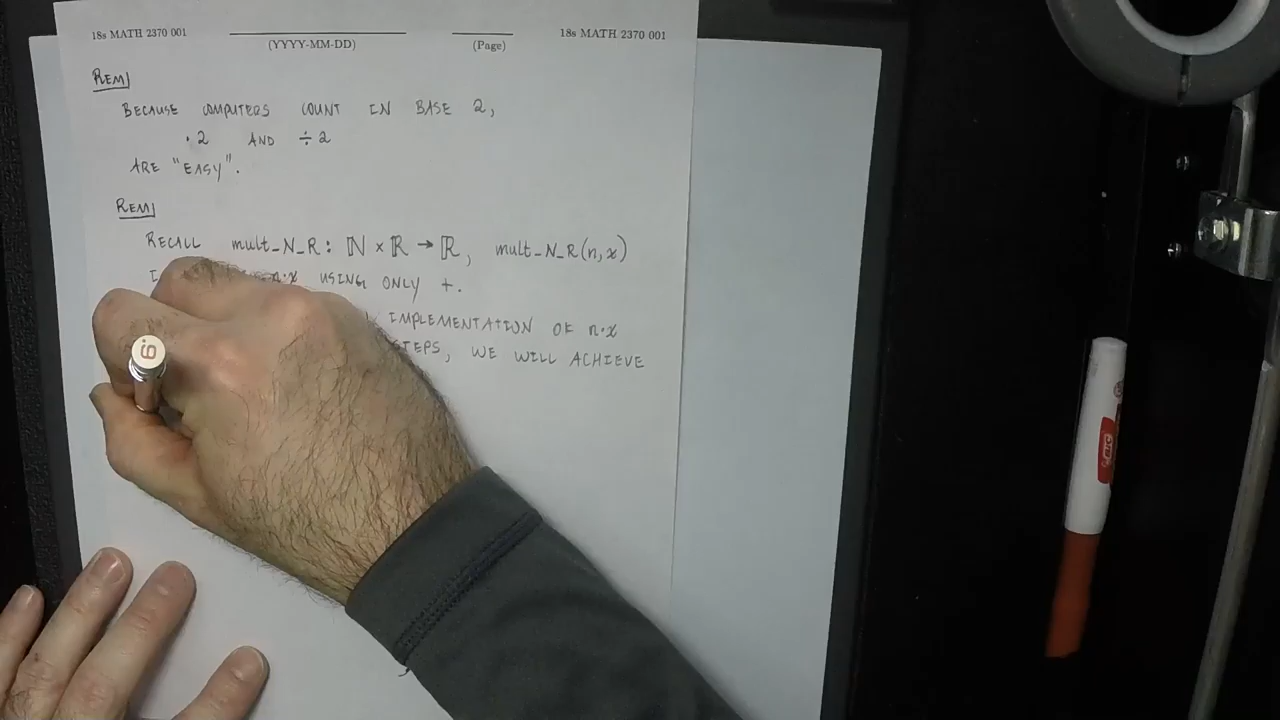 18s MATH 2370 001
(YYYY-MM-DD)
(Page)
18s MATH 2370 001
REM
BECAUSE COMPUTERS COUNT IN BASE 2,
·2 AND ÷2
ARE "EASY".
REM
RECALL mult_N_R: ℕ × ℝ → ℝ, mult_N_R(n,x)
n·x USING ONLY +.
IMPLEMENTATION OF n·x
STEPS, WE WILL ACHIEVE
BIC